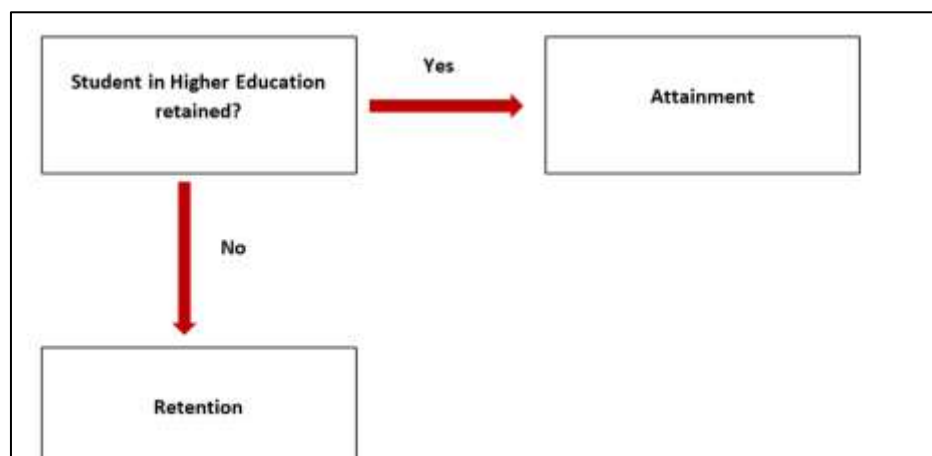 Student in Higher Education
retained?
Yes
Attainment
No
Retention